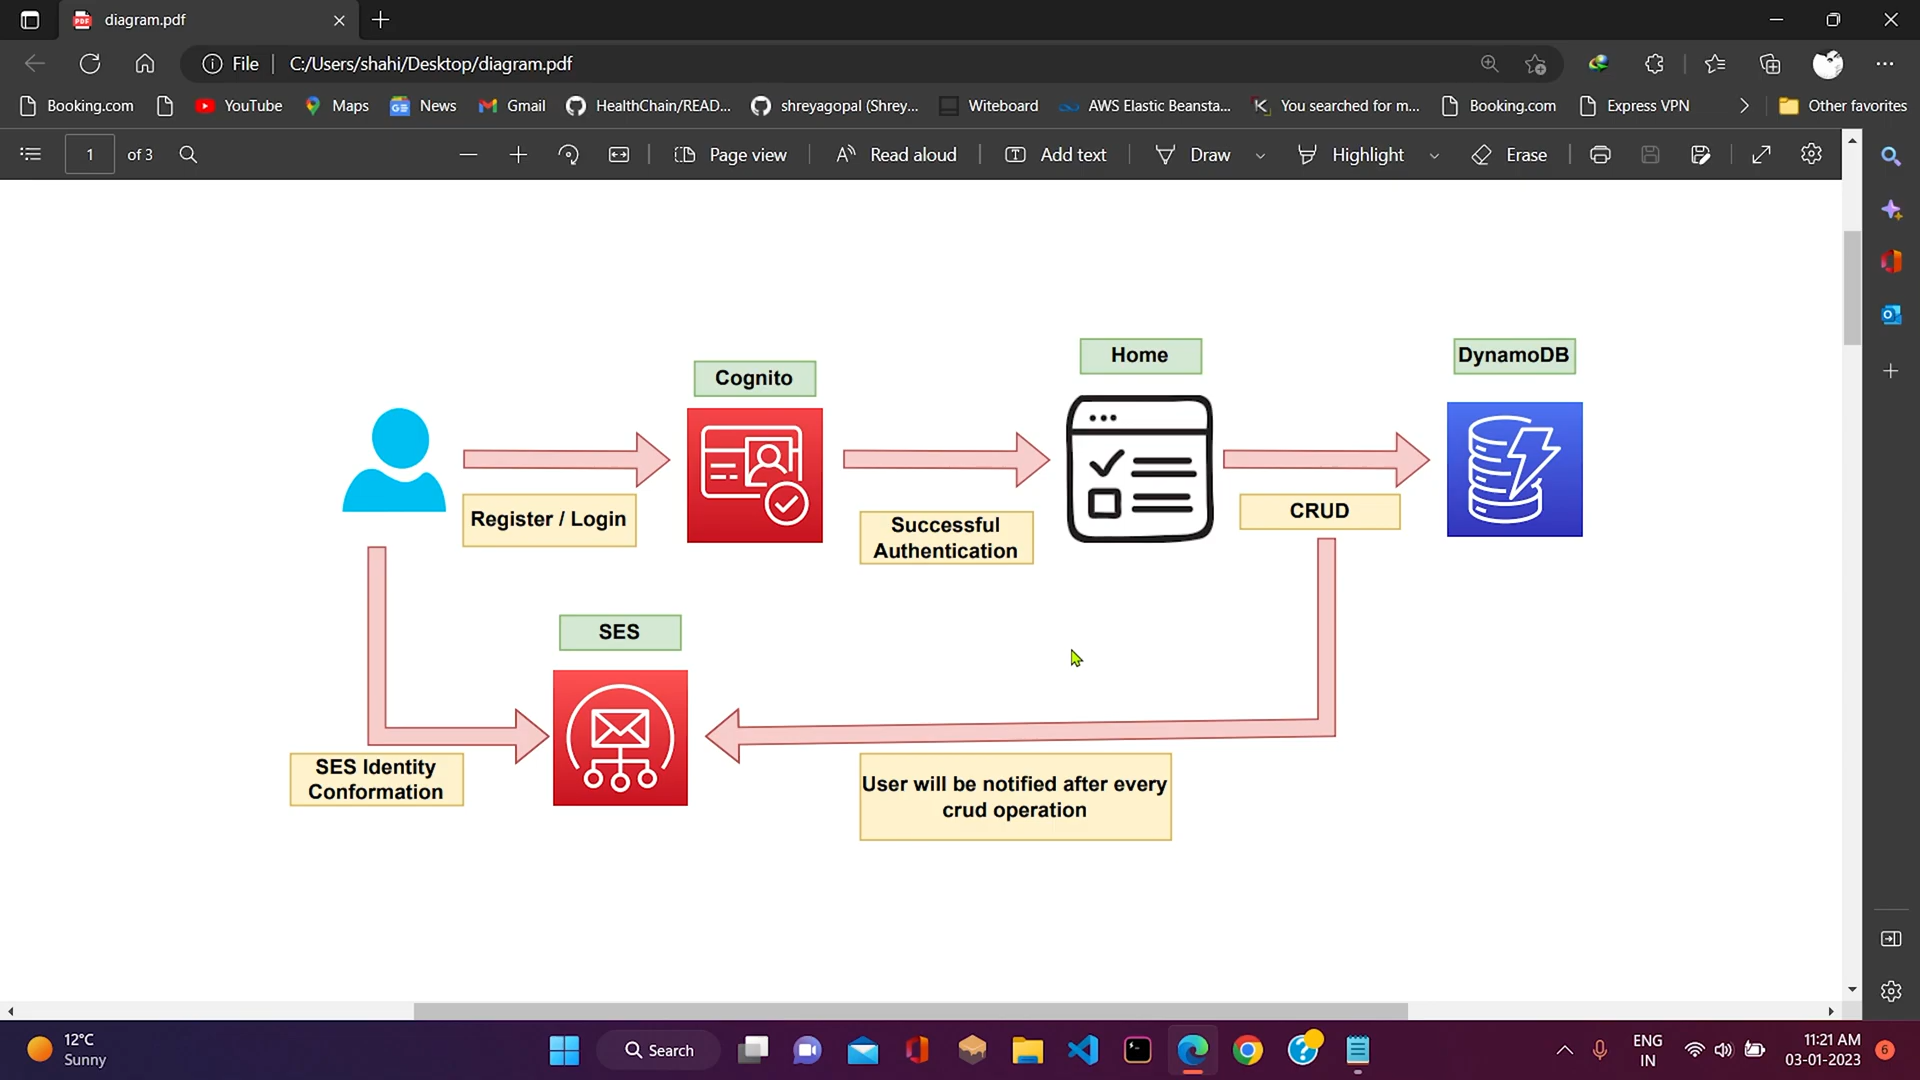 diagram.pdf
File
C:/Users/shahi/Desktop/diagram.pdf
Booking.com
YouTube
Maps
News
Gmail
HealthChain/READ...
shreyagopal (Shrey...
Witeboard
AWS Elastic Beansta...
You searched for m...
Booking.com
Express VPN
Other favorites
1
of 3
Page view
Read aloud
Add text
Draw
Highlight
Erase
Home
DynamoDB
Cognito
Register / Login
Successful
Authentication
CRUD
SES
SES Identity
Conformation
User will be notified after every
crud operation
12°C
Sunny
Search
ENG
IN
11:21 AM
03-01-2023
6